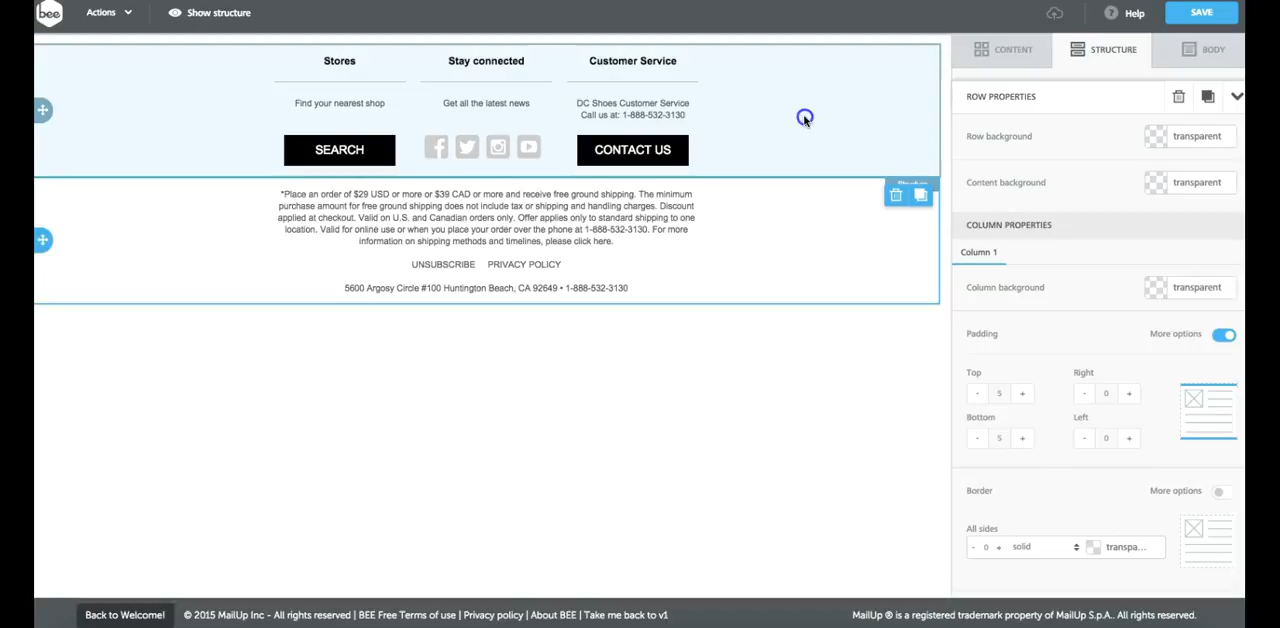 bee
Actions
Show structure
Help
SAVE
Stores
Stay connected
Customer Service
Find your nearest shop
Get all the latest news
DC Shoes Customer Service
Call us at: 1-888-532-3130
SEARCH
CONTACT US
*Place an order of $29 USD or more or $39 CAD or more and receive free ground shipping. The minimum
purchase amount for free ground shipping does not include tax or shipping and handling charges. Discount
applied at checkout. Valid on U.S. and Canadian orders only. Offer applies only to standard shipping to one
location. Valid for online use or when you place your order over the phone at 1-888-532-3130. For more
information on shipping methods and timelines, please click here.
UNSUBSCRIBE PRIVACY POLICY
5600 Argosy Circle #100 Huntington Beach, CA 92649 • 1-888-532-3130
CONTENT
STRUCTURE
BODY
ROW PROPERTIES
Row background
transparent
Content background
transparent
COLUMN PROPERTIES
Column 1
Column background
transparent
Padding
More options
Top
Right
- 5 +
- 0 +
Bottom
Left
- 5 +
- 0 +
Border
More options
All sides
- 0 + solid transpa...
Back to Welcome!
© 2015 MailUp Inc - All rights reserved | BEE Free Terms of use | Privacy policy | About BEE | Take me back to v1
MailUp ® is a registered trademark property of MailUp S.p.A.. All rights reserved.